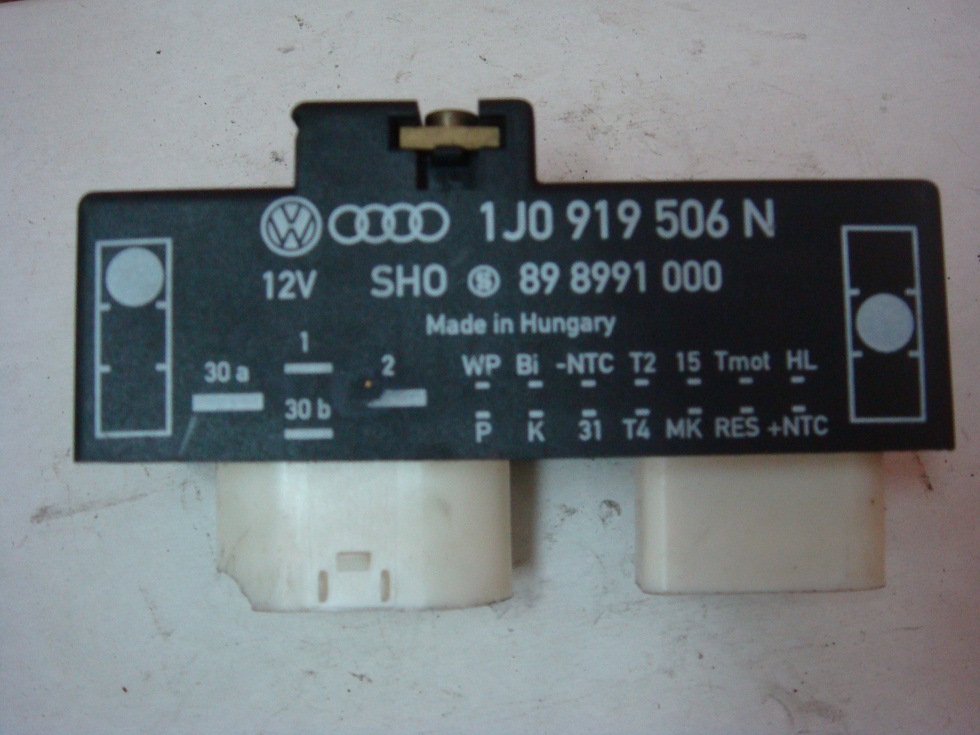 1J0 919 506 N
12V SHO 89 8991 000
Made in Hungary
1
30 a
2
30 b
WP Bi -NTC T2 15 Tmot HL
P K 31 T4 MK RES +NTC